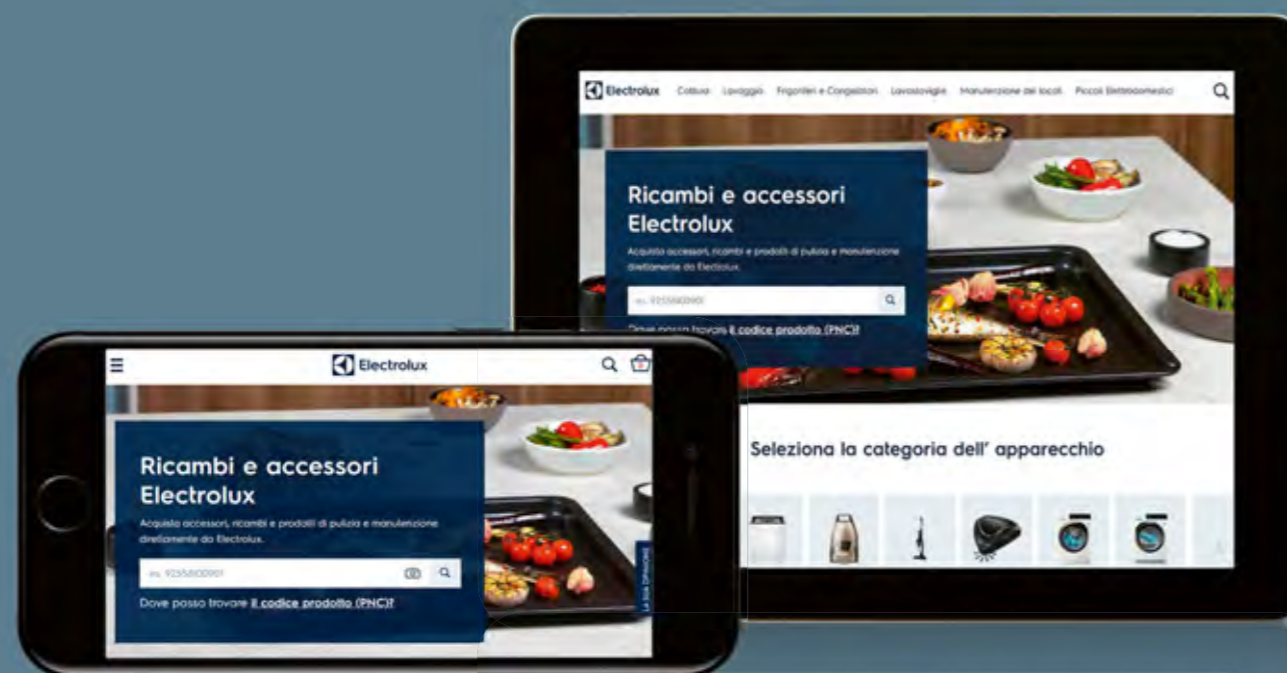 Electrolux Cottura Lavaggio Frigoriferi e Congelatori Lavastoviglie Manutenzione dei locali Piccoli Elettrodomestici
Ricambi e accessori
Electrolux
Acquista accessori, ricambi e prodotti di pulizia e manutenzione
direttamente da Electrolux.
Dove posso trovare il codice prodotto (PNC)?
Seleziona la categoria dell' apparecchio
Electrolux
Ricambi e accessori
Electrolux
Acquista accessori, ricambi e prodotti di pulizia e manutenzione
direttamente da Electrolux.
Dove posso trovare il codice prodotto (PNC)?
LA SUA OPINIONE